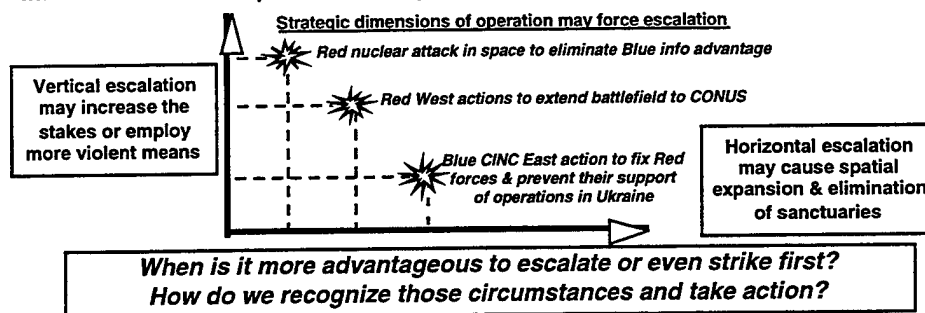 Strategic dimensions of operation may force escalation
Red nuclear attack in space to eliminate Blue info advantage
Vertical escalation
may increase the
stakes or employ
more violent means
Red West actions to extend battlefield to CONUS
Blue CINC East action to fix Red
forces & prevent their support
of operations in Ukraine
Horizontal escalation
may cause spatial
expansion & elimination
of sanctuaries
When is it more advantageous to escalate or even strike first?
How do we recognize those circumstances and take action?